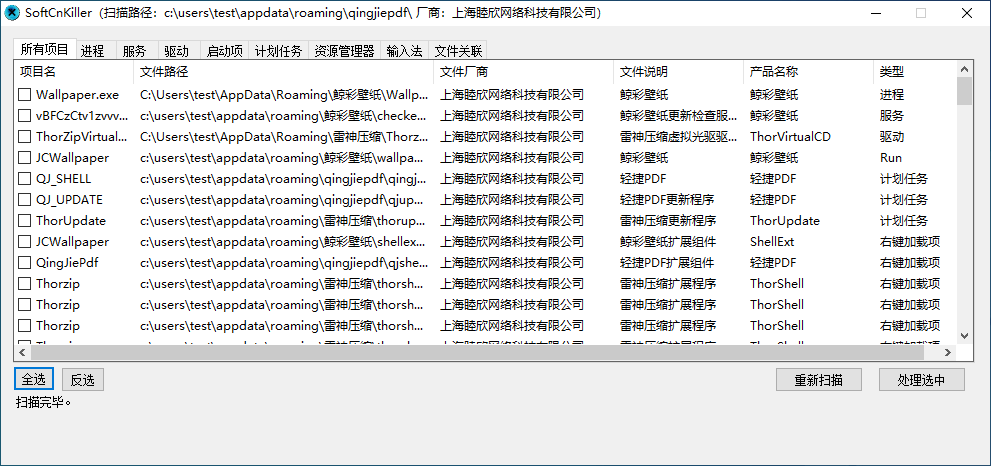 SoftCnKiller（扫描路径：c:\users\test\appdata\roaming\qingjiepdf\ 厂商：上海睦欣网络科技有限公司）
所有项目 进程 服务 驱动 启动项 计划任务 资源管理器 输入法 文件关联
项目名 文件路径 文件厂商 文件说明 产品名称 类型
Wallpaper.exe C:\Users\test\AppData\Roaming\鲸彩壁纸\Wallp... 上海睦欣网络科技有限公司 鲸彩壁纸 鲸彩壁纸 进程
vBFCzCtv1zvvv... c:\users\test\appdata\roaming\鲸彩壁纸\checke... 上海睦欣网络科技有限公司 鲸彩壁纸更新检查服... 鲸彩壁纸 服务
ThorZipVirtual... C:\Users\test\AppData\Roaming\雷神压缩\Thorz... 上海睦欣网络科技有限公司 雷神压缩虚拟光驱驱... ThorVirtualCD 驱动
JCWallpaper c:\users\test\appdata\roaming\鲸彩壁纸\wallpa... 上海睦欣网络科技有限公司 鲸彩壁纸 鲸彩壁纸 Run
QJ_SHELL c:\users\test\appdata\roaming\qingjiepdf\qingj... 上海睦欣网络科技有限公司 轻捷PDF 轻捷PDF 计划任务
QJ_UPDATE c:\users\test\appdata\roaming\qingjiepdf\qjup... 上海睦欣网络科技有限公司 轻捷PDF更新程序 轻捷PDF 计划任务
ThorUpdate c:\users\test\appdata\roaming\雷神压缩\thorup... 上海睦欣网络科技有限公司 雷神压缩更新程序 ThorUpdate 计划任务
JCWallpaper c:\users\test\appdata\roaming\鲸彩壁纸\shellex... 上海睦欣网络科技有限公司 鲸彩壁纸扩展组件 ShellExt 右键加载项
QingJiePdf c:\users\test\appdata\roaming\qingjiepdf\qjshe... 上海睦欣网络科技有限公司 轻捷PDF扩展组件 轻捷PDF 右键加载项
Thorzip c:\users\test\appdata\roaming\雷神压缩\thorsh... 上海睦欣网络科技有限公司 雷神压缩扩展程序 ThorShell 右键加载项
Thorzip c:\users\test\appdata\roaming\雷神压缩\thorsh... 上海睦欣网络科技有限公司 雷神压缩扩展程序 ThorShell 右键加载项
Thorzip c:\users\test\appdata\roaming\雷神压缩\thorsh... 上海睦欣网络科技有限公司 雷神压缩扩展程序 ThorShell 右键加载项
全选 反选 重新扫描 处理选中
扫描完毕。